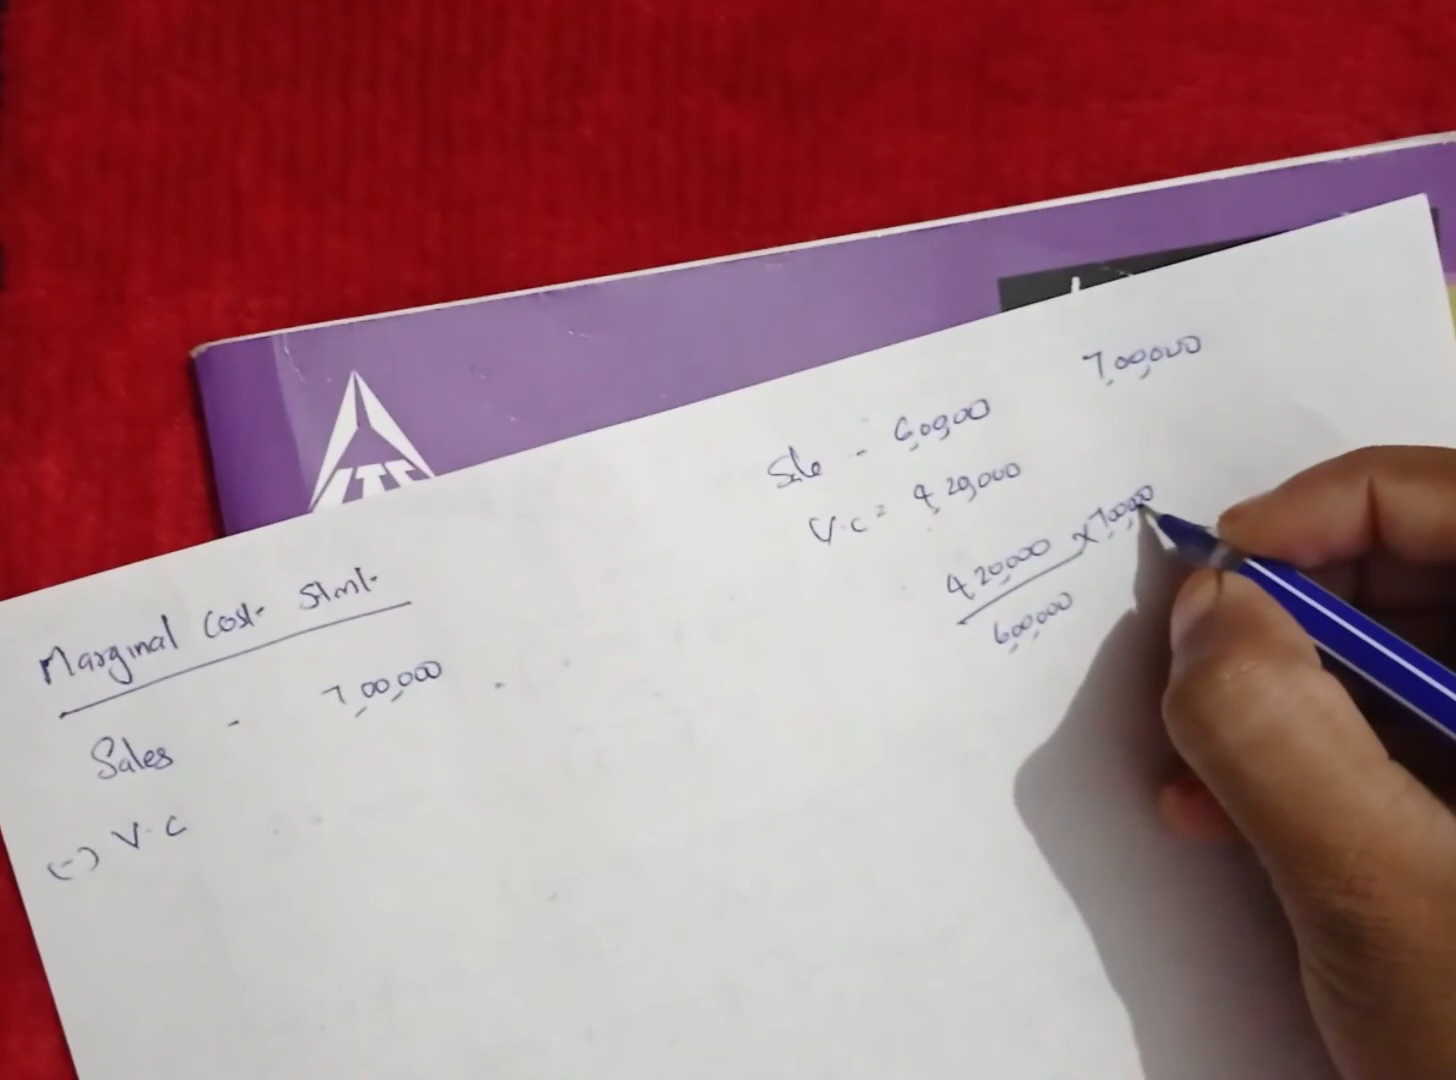 7,00,000
Sale - 6,00,000
V.C = 4,20,000
4,20,000 × 7,00,000
6,00,000
Marginal Cost Stmt.
Sales - 7,00,000
(-) V.C